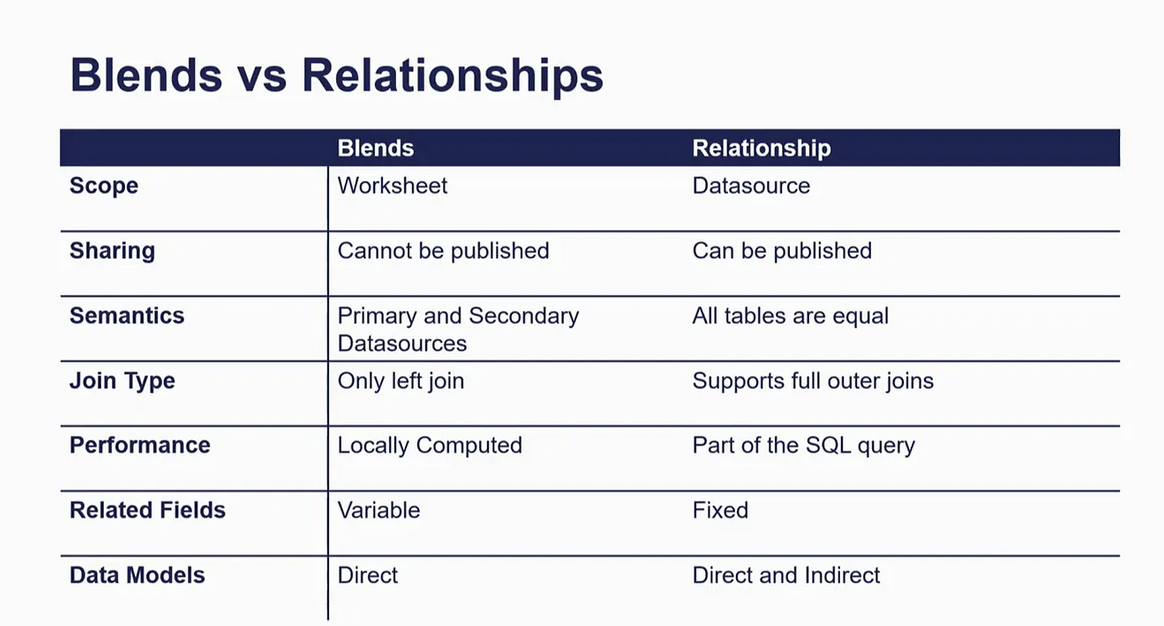 Blends vs Relationships
Blends Relationship
Scope Worksheet Datasource
Sharing Cannot be published Can be published
Semantics Primary and Secondary All tables are equal
Datasources
Join Type Only left join Supports full outer joins
Performance Locally Computed Part of the SQL query
Related Fields Variable Fixed
Data Models Direct Direct and Indirect